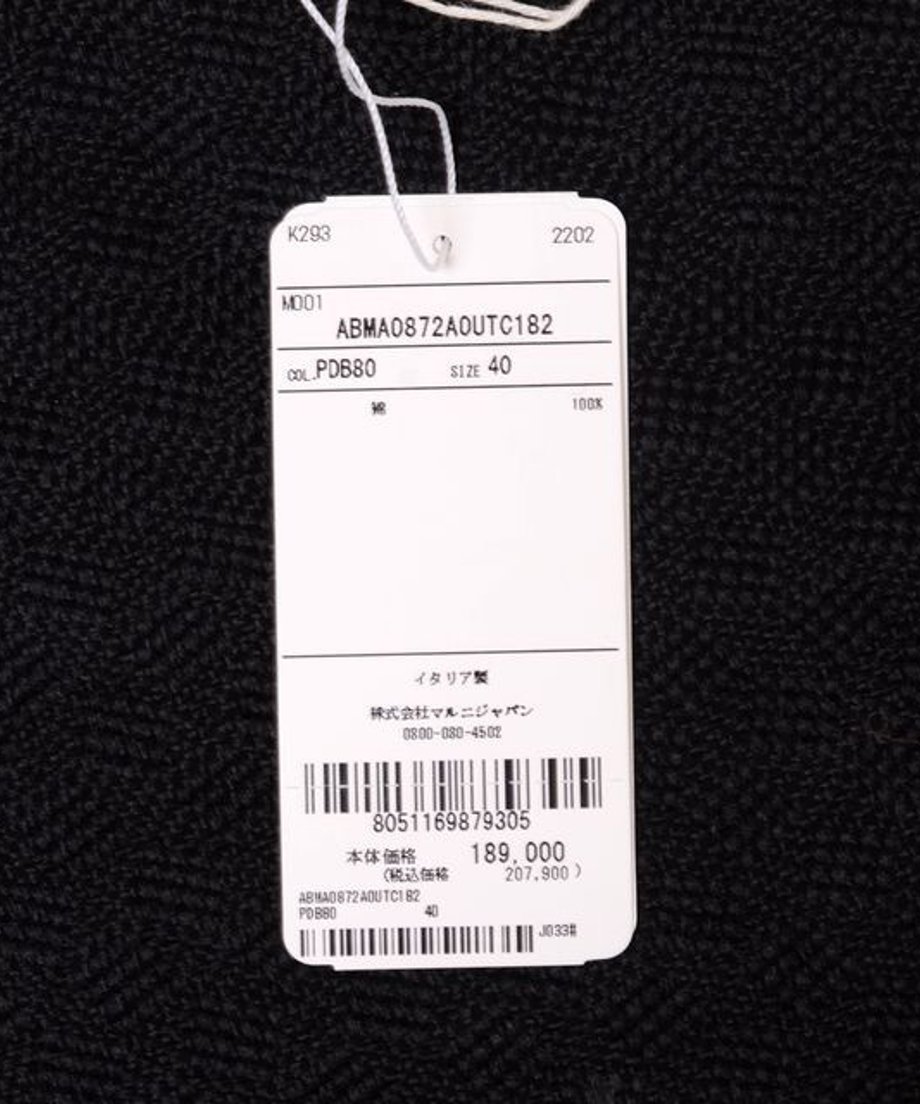 K293 2202
M001
ABMA0872A0UTC182
COL.PDB80 SIZE 40
綿 100%
イタリア製
株式会社マルニジャパン
0800-080-4502
8051169879305
本体価格 189,000
(税込価格 207,900)
ABMA0872A0UTC182
PDB80 40
J033#